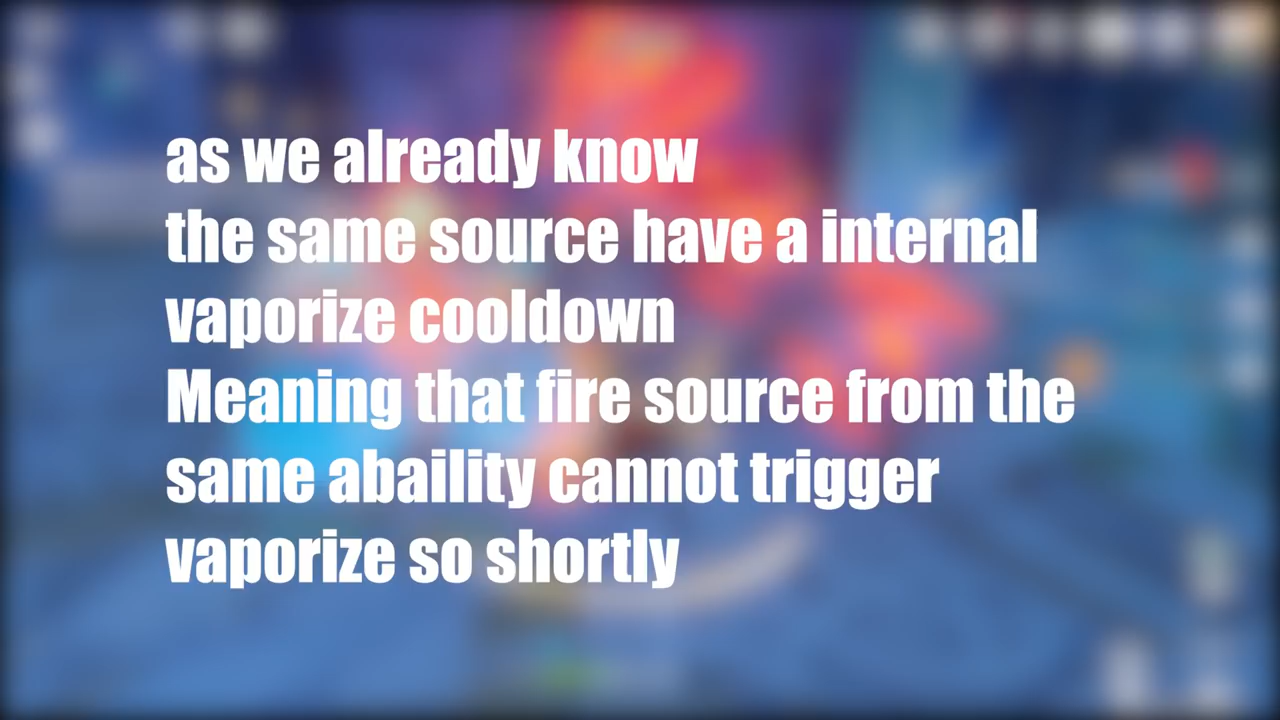 as we already know
the same source have a internal
vaporize cooldown
Meaning that fire source from the
same abaility cannot trigger
vaporize so shortly